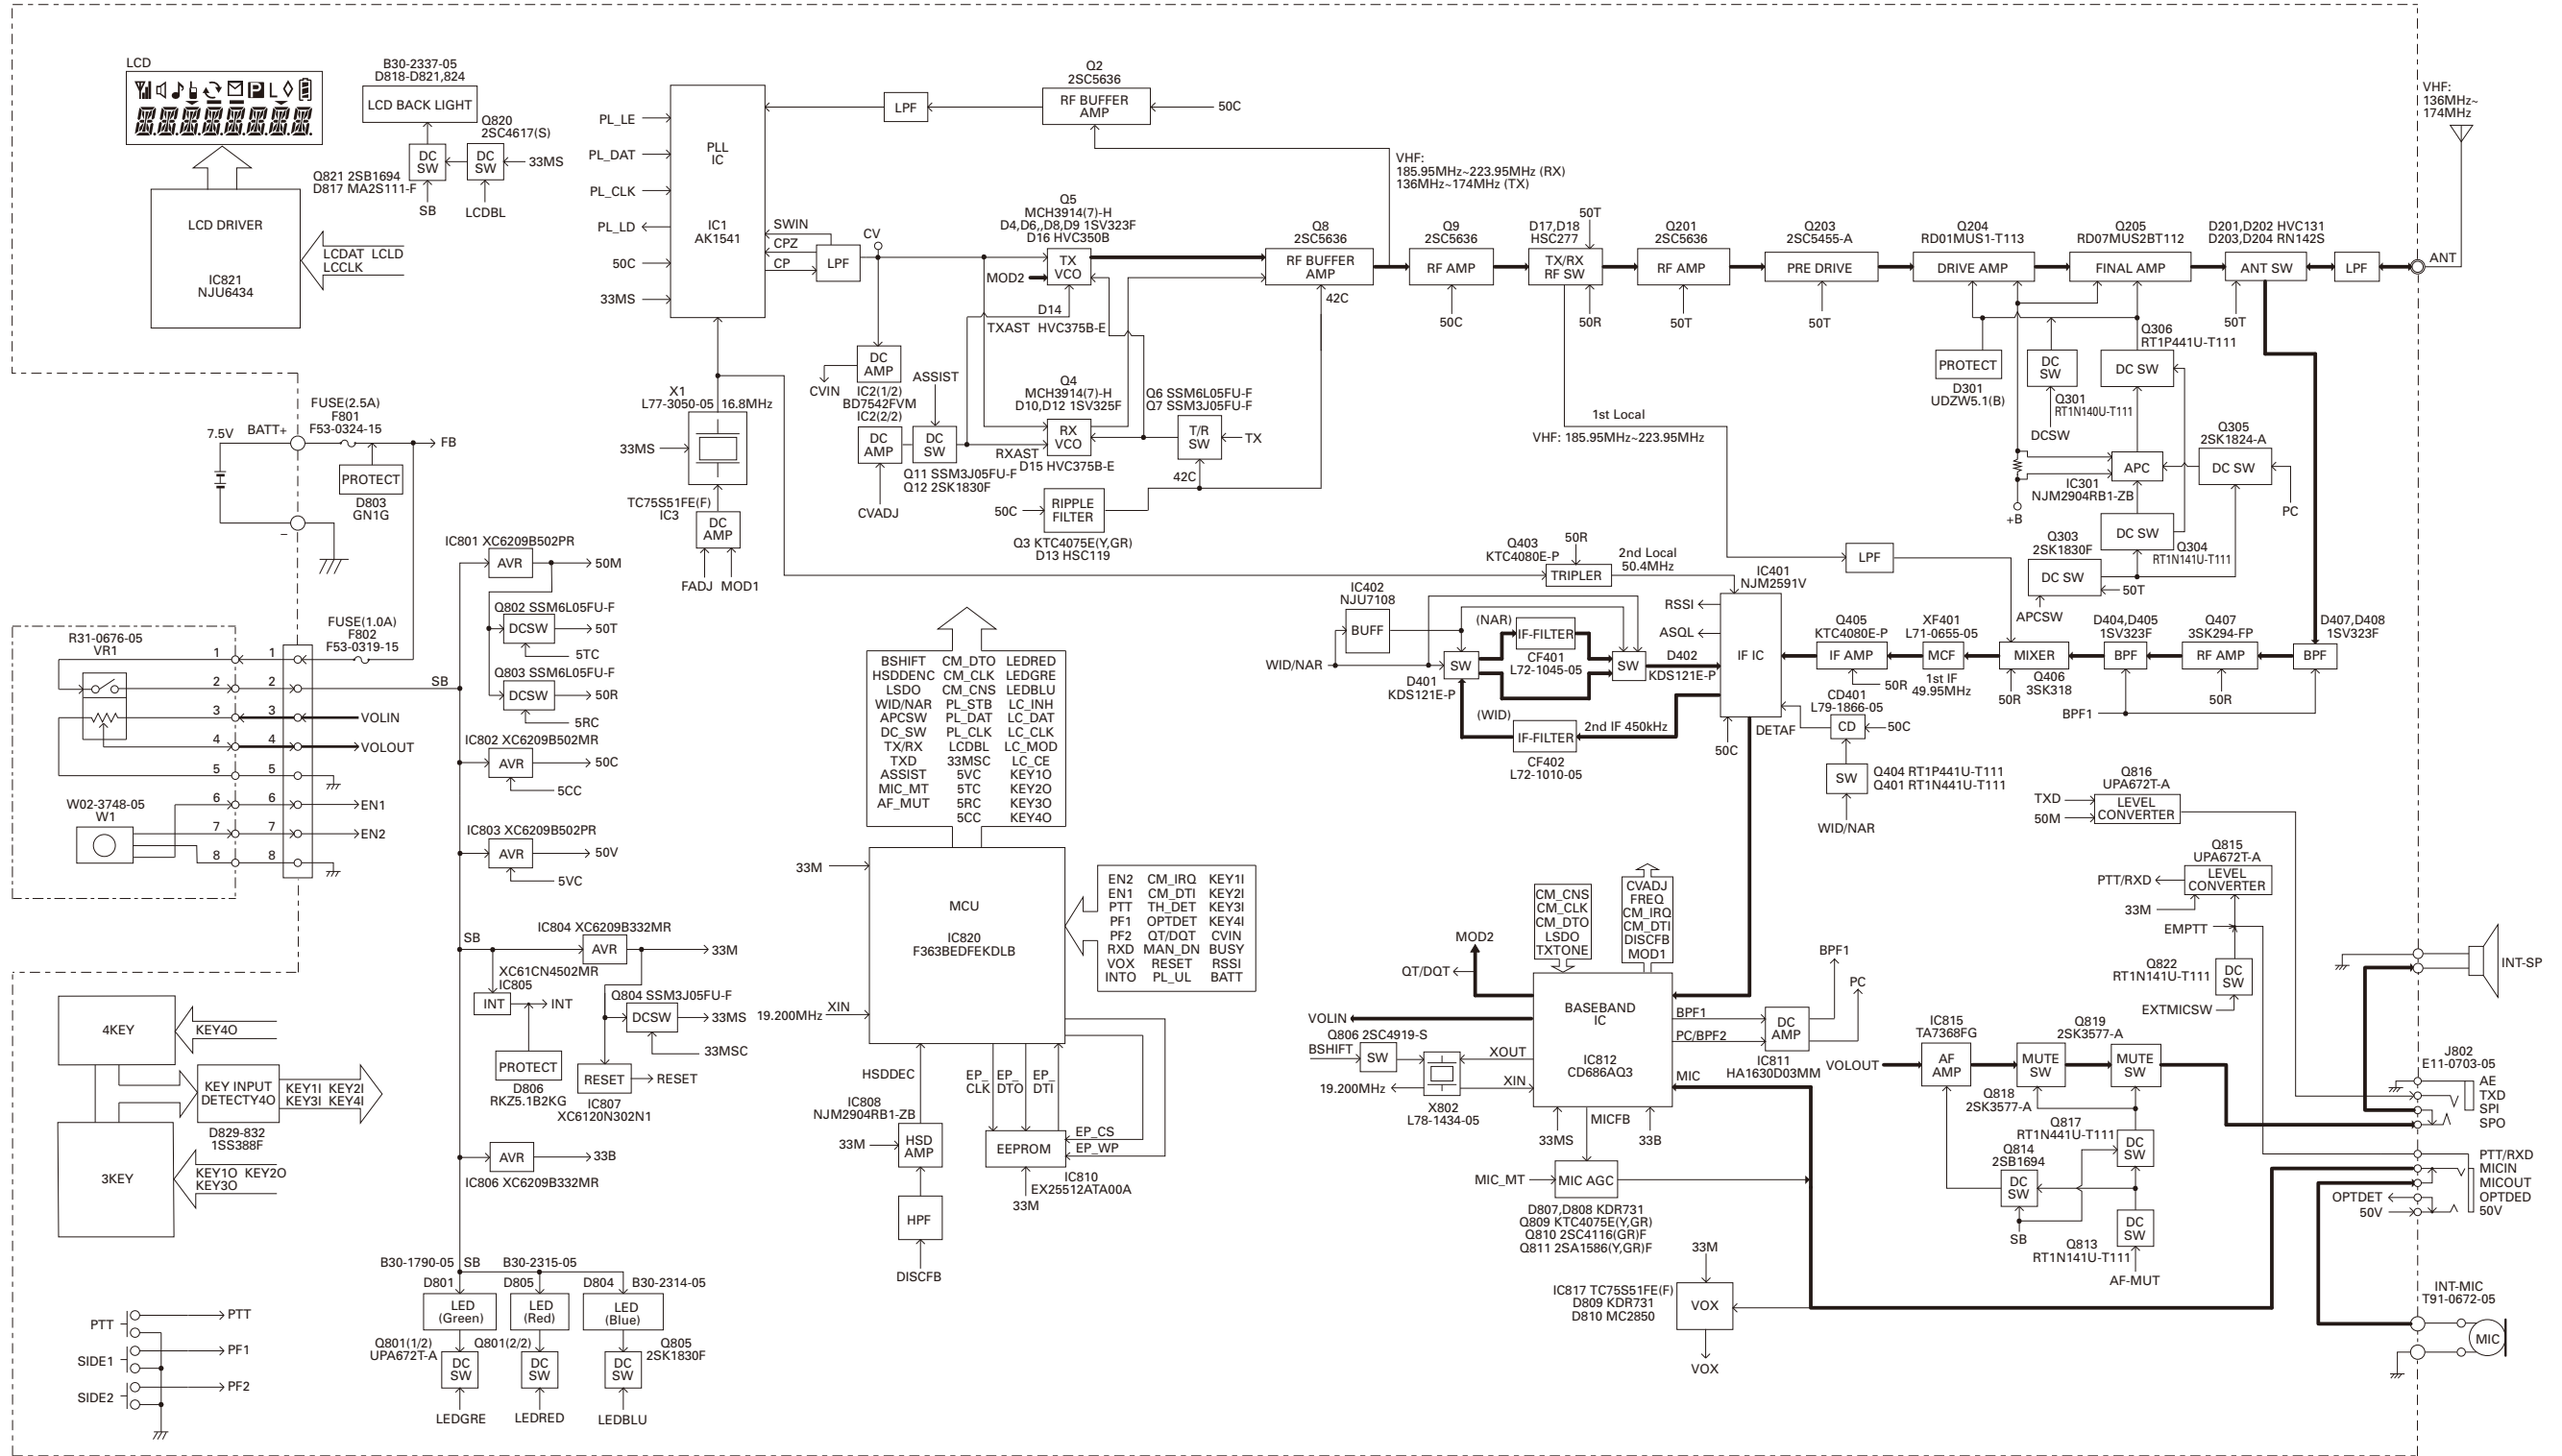 LCD
B30-2337-05
D818-D821,824
LCD BACK LIGHT
Q820
2SC4617(S)
DC
SW
DC
SW
33MS
Q821 2SB1694
D817 MA2S111-F
SB
LCDBL
LCD DRIVER
IC821
NJU6434
LCDAT LCLD
LCCLK
PL_LE
PL_DAT
PL_CLK
PL_LD
50C
33MS
PLL
IC
IC1
AK1541
SWIN
CPZ
CP
LPF
LPF
Q2
2SC5636
RF BUFFER
AMP
50C
CV
Q5
MCH3914(7)-H
D4,D6,,D8,D9 1SV323F
D16 HVC350B
TX
VCO
MOD2
D14
TXAST HVC375B-E
VHF:
185.95MHz~223.95MHz (RX)
136MHz~174MHz (TX)
Q8
2SC5636
RF BUFFER
AMP
42C
Q9
2SC5636
RF AMP
50C
D17,D18
HSC277
50T
TX/RX
RF SW
50R
Q201
2SC5636
RF AMP
50T
Q203
2SC5455-A
PRE DRIVE
50T
Q204
RD01MUS1-T113
DRIVE AMP
Q205
RD07MUS2BT112
FINAL AMP
D201,D202 HVC131
D203,D204 RN142S
ANT SW
50T
LPF
ANT
VHF:
136MHz~
174MHz
Q306
RT1P441U-T111
PROTECT
D301
UDZW5.1(B)
DC
SW
Q301
RT1N140U-T111
DCSW
DC SW
Q305
2SK1824-A
DC SW
APC
IC301
NJM2904RB1-ZB
PC
+B
DC SW
Q304
RT1N141U-T111
Q303
2SK1830F
DC SW
50T
APCSW
DC
AMP
CVIN
IC2(1/2)
BD7542FVM
IC2(2/2)
ASSIST
DC
AMP
DC
SW
Q11 SSM3J05FU-F
Q12 2SK1830F
CVADJ
RXAST
Q4
MCH3914(7)-H
D10,D12 1SV325F
RX
VCO
D15 HVC375B-E
Q6 SSM6L05FU-F
Q7 SSM3J05FU-F
T/R
SW
TX
42C
50C
RIPPLE
FILTER
Q3 KTC4075E(Y,GR)
D13 HSC119
1st Local
VHF: 185.95MHz~223.95MHz
X1
L77-3050-05 16.8MHz
33MS
TC75S51FE(F)
IC3
DC
AMP
FADJ MOD1
7.5V
BATT+
FUSE(2.5A)
F801
F53-0324-15
FB
PROTECT
D803
GN1G
–
FUSE(1.0A)
F802
F53-0319-15
R31-0676-05
VR1
1 1
2 2
3 3
4 4
5 5
6 6
7 7
8 8
SB
VOLIN
VOLOUT
EN1
EN2
W02-3748-05
W1
IC801 XC6209B502PR
AVR
50M
Q802 SSM6L05FU-F
DCSW
50T
5TC
Q803 SSM6L05FU-F
DCSW
50R
5RC
IC802 XC6209B502MR
AVR
50C
5CC
IC803 XC6209B502PR
AVR
50V
5VC
SB
IC804 XC6209B332MR
AVR
33M
XC61CN4502MR
IC805
INT
INT
PROTECT
D806
RKZ5.1B2KG
Q804 SSM3J05FU-F
DCSW
33MS
33MSC
RESET
RESET
IC807
XC6120N302N1
AVR
33B
IC806 XC6209B332MR
BSHIFT CM_DTO LEDRED
HSDDENC CM_CLK LEDGRE
LSDO CM_CNS LEDBLU
WID/NAR PL_STB LC_INH
APCSW PL_DAT LC_DAT
DC_SW PL_CLK LC_CLK
TX/RX LCDBL LC_MOD
TXD 33MSC LC_CE
ASSIST 5VC KEY1O
MIC_MT 5TC KEY2O
AF_MUT 5RC KEY3O
5CC KEY4O
33M
MCU
IC820
F363BEDFEKDLB
EN2 CM_IRQ KEY1I
EN1 CM_DTI KEY2I
PTT TH_DET KEY3I
PF1 OPTDET KEY4I
PF2 QT/DQT CVIN
RXD MAN_DN BUSY
VOX RESET RSSI
INTO PL_UL BATT
19.200MHz
XIN
HSDDEC
EP_
CLK
EP_
DTO
EP_
DTI
IC808
NJM2904RB1-ZB
33M
HSD
AMP
HPF
DISCFB
EEPROM
EP_CS
EP_WP
IC810
EX25512ATA00A
33M
4KEY
KEY4O
KEY INPUT
DETECTY4O
KEY1I KEY2I
KEY3I KEY4I
D829-832
1SS388F
3KEY
KEY1O KEY2O
KEY3O
B30-1790-05
SB
B30-2315-05
D801
D805
D804
B30-2314-05
LED
(Green)
LED
(Red)
LED
(Blue)
Q801(1/2)
UPA672T-A
Q801(2/2)
Q805
2SK1830F
DC
SW
DC
SW
DC
SW
LEDGRE
LEDRED
LEDBLU
PTT
PTT
SIDE1
PF1
SIDE2
PF2
Q403
KTC4080E-P
50R
TRIPLER
2nd Local
50.4MHz
IC401
NJM2591V
IC402
NJU7108
BUFF
WID/NAR
(NAR)
IF-FILTER
CF401
L72-1045-05
SW
D401
KDS121E-P
SW
D402
KDS121E-P
(WID)
IF-FILTER
CF402
L72-1010-05
2nd IF 450kHz
RSSI
ASQL
IF IC
50C
DETAF
CD401
L79-1866-05
CD
50C
SW
Q404 RT1P441U-T111
Q401 RT1N441U-T111
WID/NAR
Q405
KTC4080E-P
IF AMP
50R
XF401
L71-0655-05
MCF
1st IF
49.95MHz
LPF
MIXER
Q406
3SK318
50R
D404,D405
1SV323F
BPF
Q407
3SK294-FP
RF AMP
50R
D407,D408
1SV323F
BPF
BPF1
Q816
UPA672T-A
TXD
50M
LEVEL
CONVERTER
Q815
UPA672T-A
LEVEL
CONVERTER
PTT/RXD
33M
EMPTT
Q822
RT1N141U-T111
DC
SW
EXTMICSW
MOD2
QT/DQT
CM_CNS
CM_CLK
CM_DTO
LSDO
TXTONE
CVADJ
FREQ
CM_IRQ
CM_DTI
DISCFB
MOD1
BASEBAND
IC
IC812
CD686AQ3
VOLIN
BPF1
PC/BPF2
DC
AMP
IC811
HA1630D03MM
BPF1
PC
Q806 2SC4919-S
BSHIFT
SW
XOUT
XIN
19.200MHz
X802
L78-1434-05
MIC
33MS
MICFB
33B
MIC_MT
MIC AGC
D807,D808 KDR731
Q809 KTC4075E(Y,GR)
Q810 2SC4116(GR)F
Q811 2SA1586(Y,GR)F
33M
IC817 TC75S51FE(F)
D809 KDR731
D810 MC2850
VOX
VOX
VOLOUT
IC815
TA7368FG
AF
AMP
MUTE
SW
Q818
2SK3577-A
Q819
2SK3577-A
MUTE
SW
Q817
RT1N441U-T111
DC
SW
Q814
2SB1694
DC
SW
SB
DC
SW
Q813
RT1N141U-T111
AF-MUT
INT-SP
J802
E11-0703-05
AE
TXD
SPI
SPO
PTT/RXD
MICIN
MICOUT
OPTDET
OPTDED
50V
50V
INT-MIC
T91-0672-05
MIC